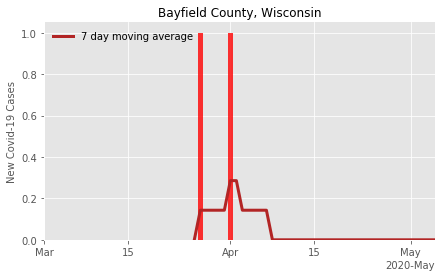 Bayfield County, Wisconsin
7 day moving average
New Covid-19 Cases
1.0
0.8
0.6
0.4
0.2
0.0
Mar
15
Apr
15
May
2020-May